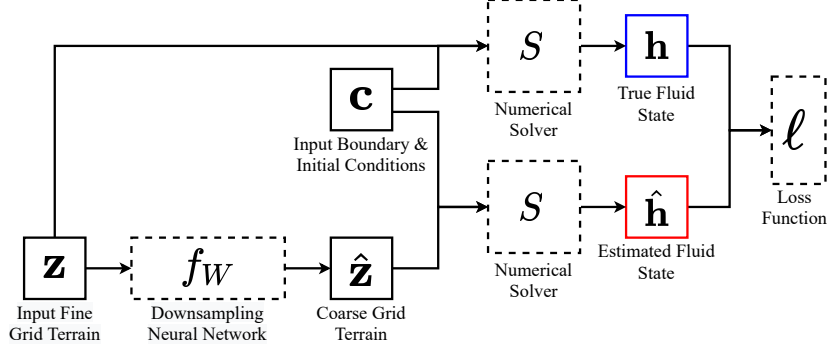 S
Numerical
Solver
h
True Fluid
State
c
Input Boundary &
Initial Conditions
ℓ
Loss
Function
S
Numerical
Solver
ĥ
Estimated Fluid
State
z
Input Fine
Grid Terrain
f_W
Downsampling
Neural Network
ẑ
Coarse Grid
Terrain